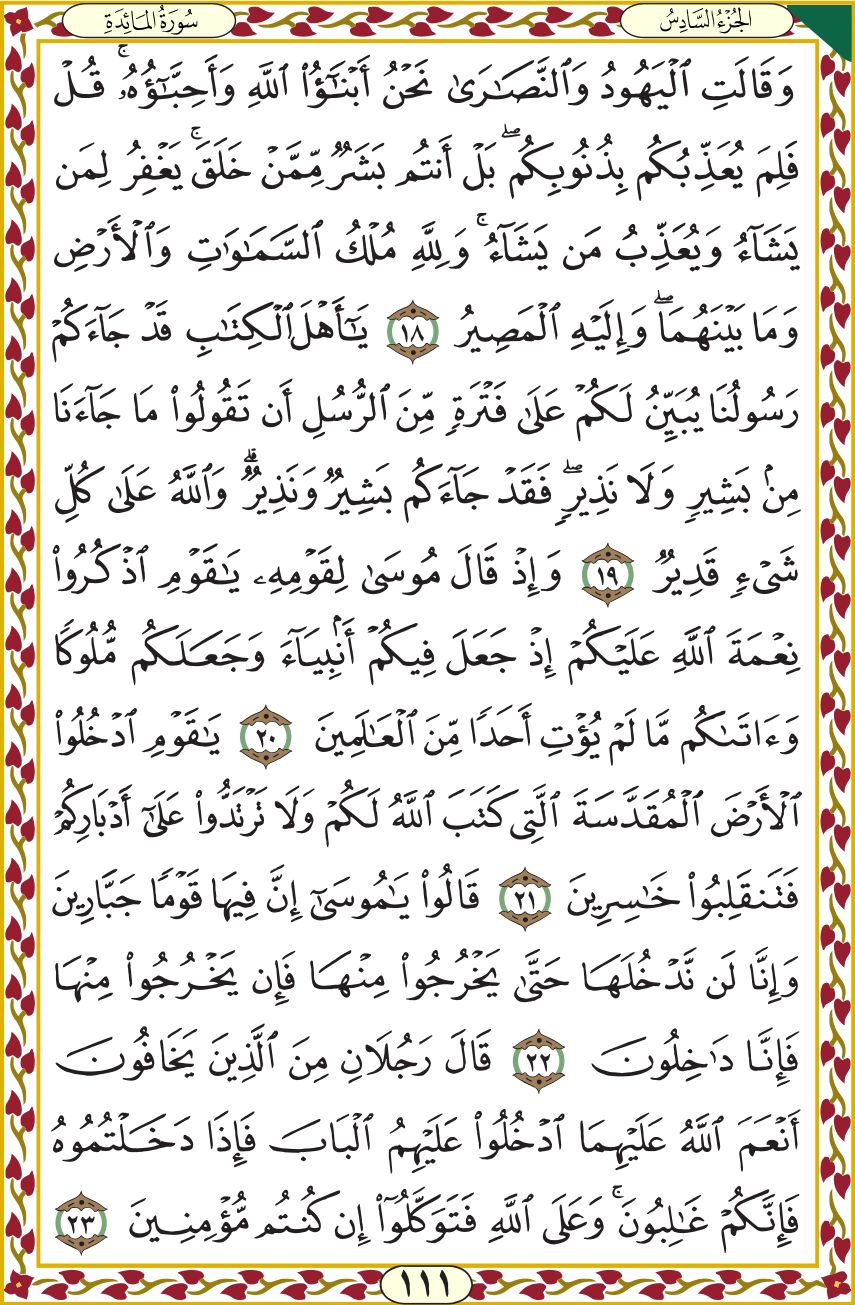 الجُزْءُ السَّادِسُ
سُورَةُ المَائِدَةِ
وَقَالَتِ ٱلۡيَهُودُ وَٱلنَّصَٰرَىٰ نَحۡنُ أَبۡنَٰٓؤُاْ ٱللَّهِ وَأَحِبَّٰٓؤُهُۥۚ قُلۡ
فَلِمَ يُعَذِّبُكُم بِذُنُوبِكُمۖ بَلۡ أَنتُم بَشَرٞ مِّمَّنۡ خَلَقَۚ يَغۡفِرُ لِمَن
يَشَآءُ وَيُعَذِّبُ مَن يَشَآءُۚ وَلِلَّهِ مُلۡكُ ٱلسَّمَٰوَٰتِ وَٱلۡأَرۡضِ
وَمَا بَيۡنَهُمَاۖ وَإِلَيۡهِ ٱلۡمَصِيرُ ١٨ يَٰٓأَهۡلَ ٱلۡكِتَٰبِ قَدۡ جَآءَكُمۡ
رَسُولُنَا يُبَيِّنُ لَكُمۡ عَلَىٰ فَتۡرَةٖ مِّنَ ٱلرُّسُلِ أَن تَقُولُواْ مَا جَآءَنَا
مِنۢ بَشِيرٖ وَلَا نَذِيرٖۖ فَقَدۡ جَآءَكُم بَشِيرٞ وَنَذِيرٞۗ وَٱللَّهُ عَلَىٰ كُلِّ
شَيۡءٖ قَدِيرٞ ١٩ وَإِذۡ قَالَ مُوسَىٰ لِقَوۡمِهِۦ يَٰقَوۡمِ ٱذۡكُرُواْ
نِعۡمَةَ ٱللَّهِ عَلَيۡكُمۡ إِذۡ جَعَلَ فِيكُمۡ أَنۢبِيَآءَ وَجَعَلَكُم مُّلُوكٗا
وَءَاتَىٰكُم مَّا لَمۡ يُؤۡتِ أَحَدٗا مِّنَ ٱلۡعَٰلَمِينَ ٢٠ يَٰقَوۡمِ ٱدۡخُلُواْ
ٱلۡأَرۡضَ ٱلۡمُقَدَّسَةَ ٱلَّتِي كَتَبَ ٱللَّهُ لَكُمۡ وَلَا تَرۡتَدُّواْ عَلَىٰٓ أَدۡبَارِكُمۡ
فَتَنقَلِبُواْ خَٰسِرِينَ ٢١ قَالُواْ يَٰمُوسَىٰٓ إِنَّ فِيهَا قَوۡمٗا جَبَّارِينَ
وَإِنَّا لَن نَّدۡخُلَهَا حَتَّىٰ يَخۡرُجُواْ مِنۡهَا فَإِن يَخۡرُجُواْ مِنۡهَا
فَإِنَّا دَٰخِلُونَ ٢٢ قَالَ رَجُلَانِ مِنَ ٱلَّذِينَ يَخَافُونَ
أَنۡعَمَ ٱللَّهُ عَلَيۡهِمَا ٱدۡخُلُواْ عَلَيۡهِمُ ٱلۡبَابَ فَإِذَا دَخَلۡتُمُوهُ
فَإِنَّكُمۡ غَٰلِبُونَۚ وَعَلَى ٱللَّهِ فَتَوَكَّلُوٓاْ إِن كُنتُم مُّؤۡمِنِينَ ٢٣
١١١